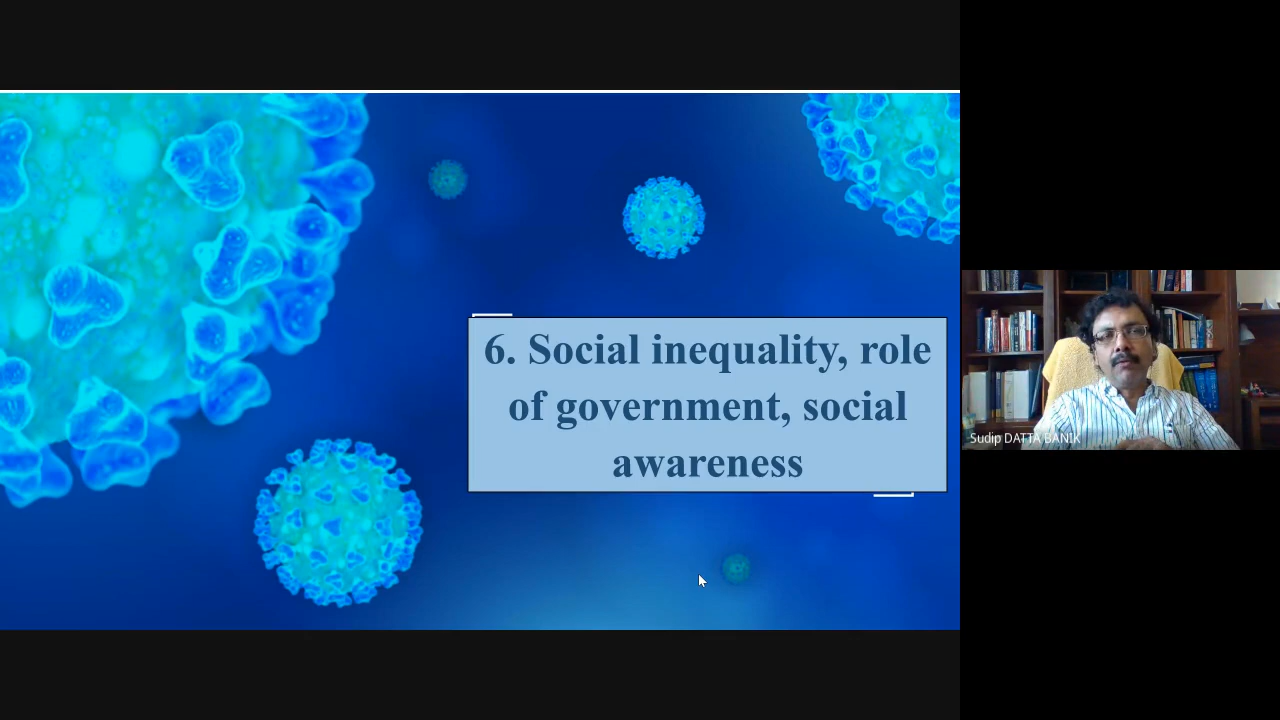 6. Social inequality, role
of government, social
awareness
Sudip DATTA BANIK